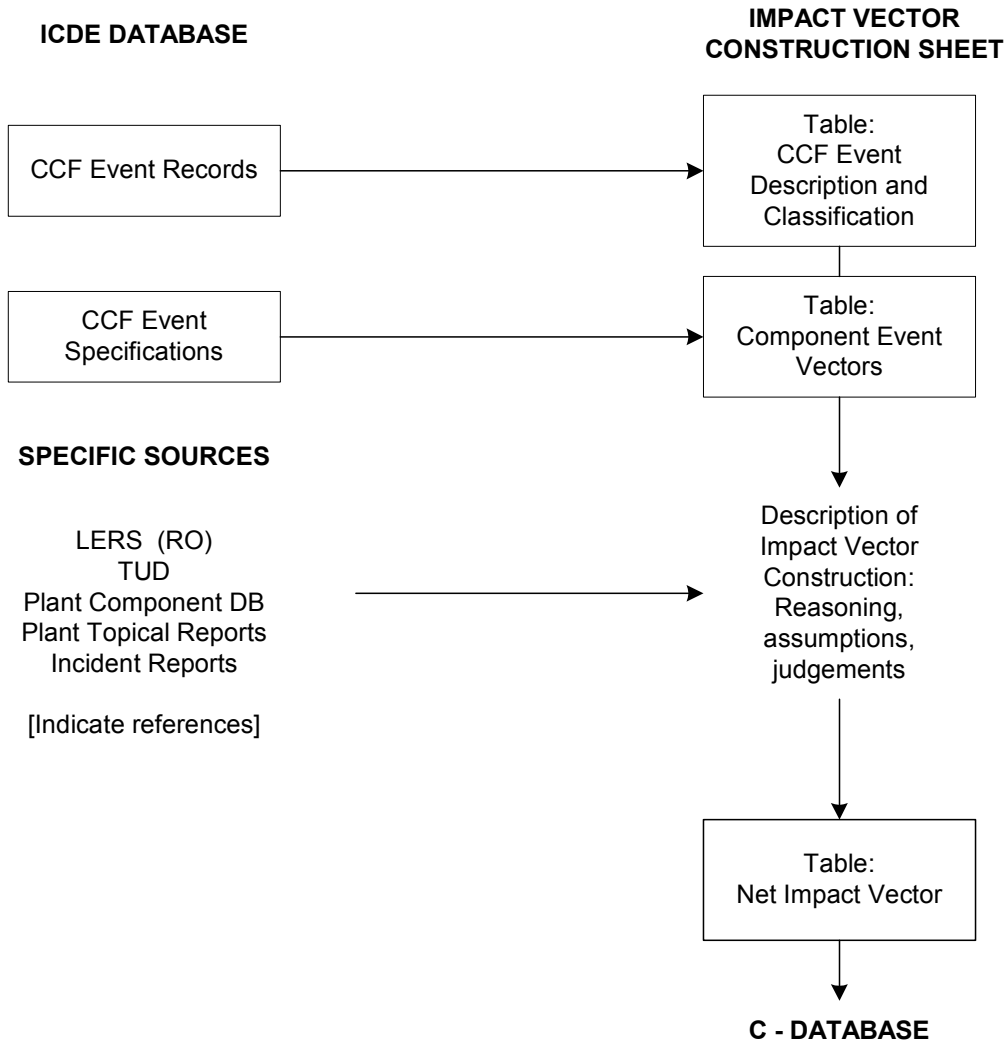 ICDE DATABASE
IMPACT VECTOR
CONSTRUCTION SHEET
CCF Event Records
Table:
CCF Event
Description and
Classification
CCF Event
Specifications
Table:
Component Event
Vectors
SPECIFIC SOURCES
LERS (RO)
TUD
Plant Component DB
Plant Topical Reports
Incident Reports
[Indicate references]
Description of
Impact Vector
Construction:
Reasoning,
assumptions,
judgements
Table:
Net Impact Vector
C - DATABASE